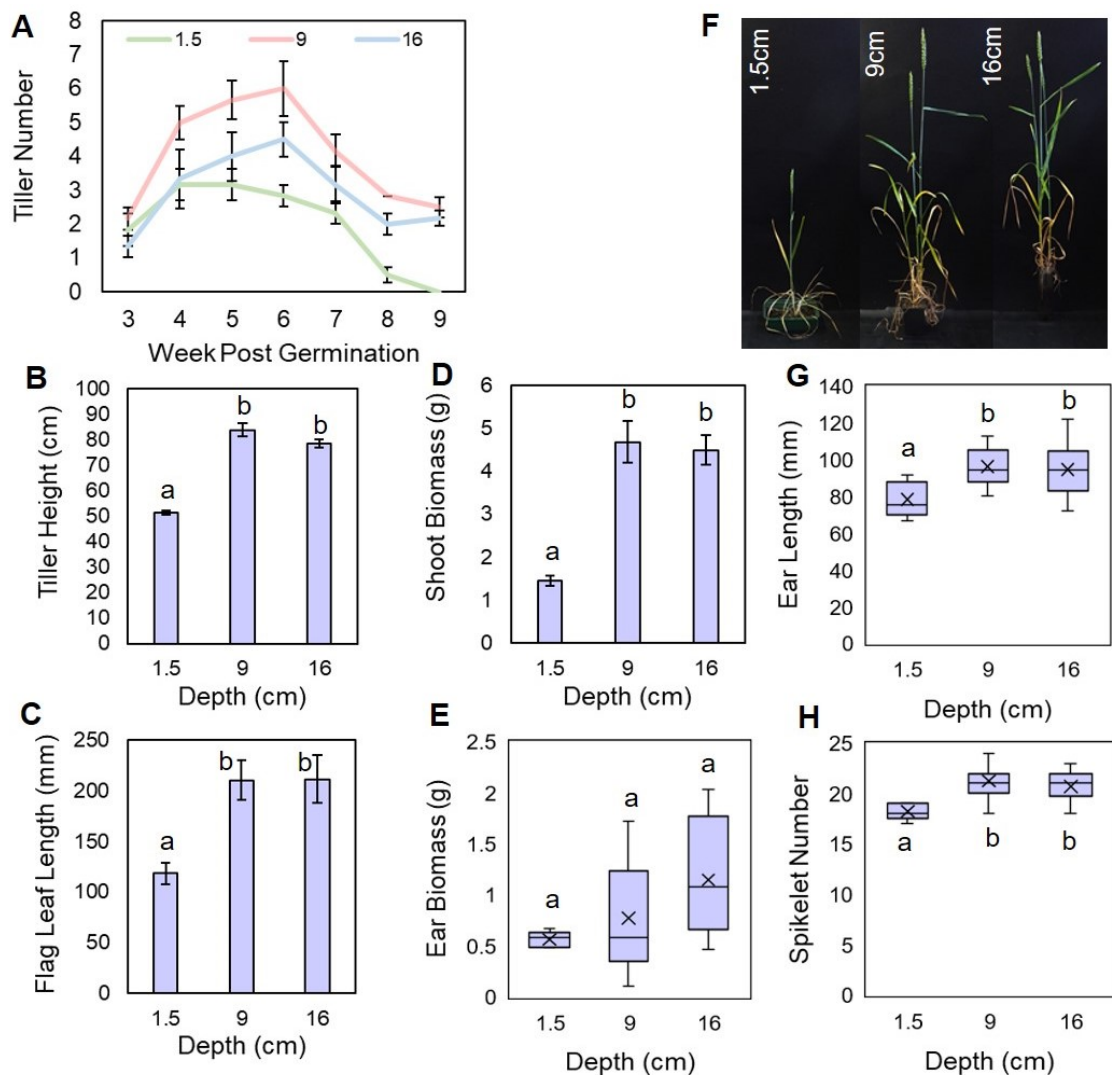 A
1.5 9 16
8
7
6
5
4
3
2
1
0
Tiller Number
3 4 5 6 7 8 9
Week Post Germination
F
1.5cm
9cm
16cm
B
100
90
80
70
60
50
40
30
20
10
0
Tiller Height (cm)
a b b
1.5 9 16
Depth (cm)
D
6
5
4
3
2
1
0
Shoot Biomass (g)
a b b
1.5 9 16
Depth (cm)
G
140
120
100
80
60
40
20
0
Ear Length (mm)
a b b
1.5 9 16
Depth (cm)
C
250
200
150
100
50
0
Flag Leaf Length (mm)
a b b
1.5 9 16
Depth (cm)
E
2.5
2
1.5
1
0.5
0
Ear Biomass (g)
a a a
1.5 9 16
Depth (cm)
H
25
20
15
10
5
0
Spikelet Number
a b b
1.5 9 16
Depth (cm)